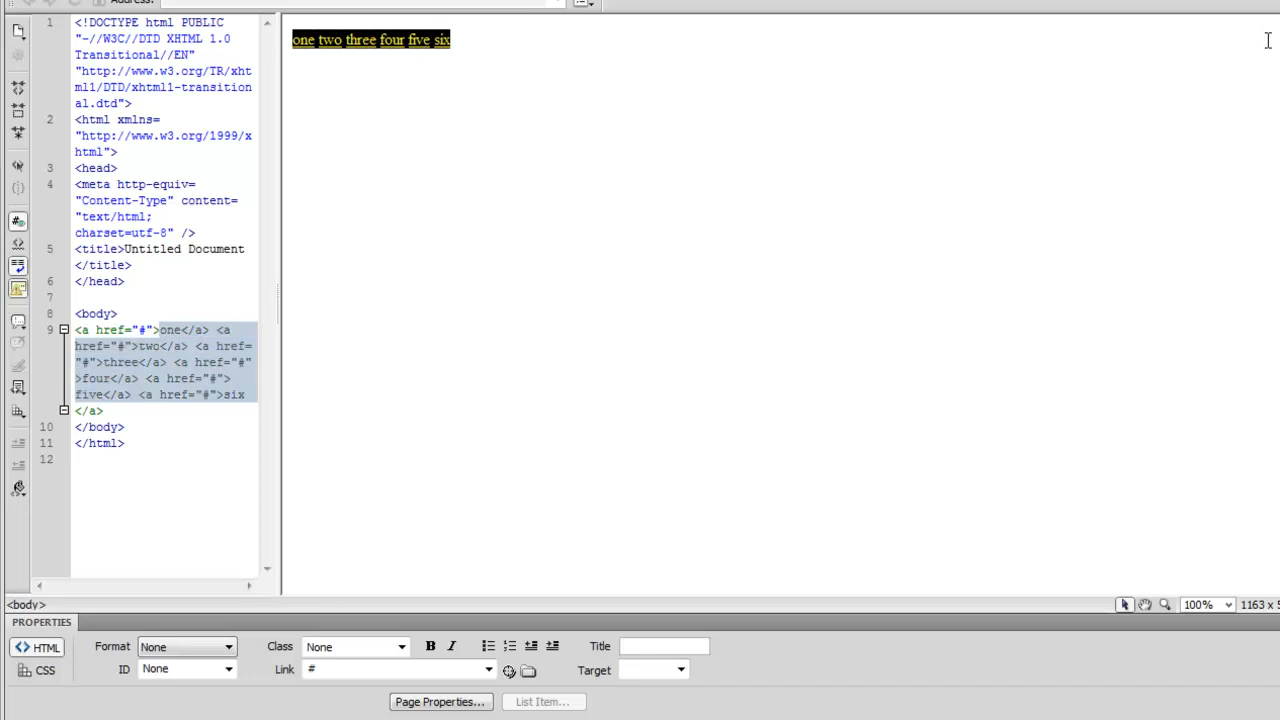 Address:
1 <!DOCTYPE html PUBLIC
"-//W3C//DTD XHTML 1.0
Transitional//EN"
"http://www.w3.org/TR/xht
ml1/DTD/xhtml1-transition
al.dtd">
2 <html xmlns=
"http://www.w3.org/1999/x
html">
3 <head>
4 <meta http-equiv=
"Content-Type" content=
"text/html;
charset=utf-8" />
5 <title>Untitled Document
</title>
6 </head>
7
8 <body>
9 <a href="#">one</a> <a
href="#">two</a> <a href=
"#">three</a> <a href="#"
>four</a> <a href="#">
five</a> <a href="#">six
</a>
10 </body>
11 </html>
12
one two three four five six
<body>
100%
1163 x 5
PROPERTIES
<> HTML Format None Class None B I Title
CSS ID None Link # Target
Page Properties... List Item...